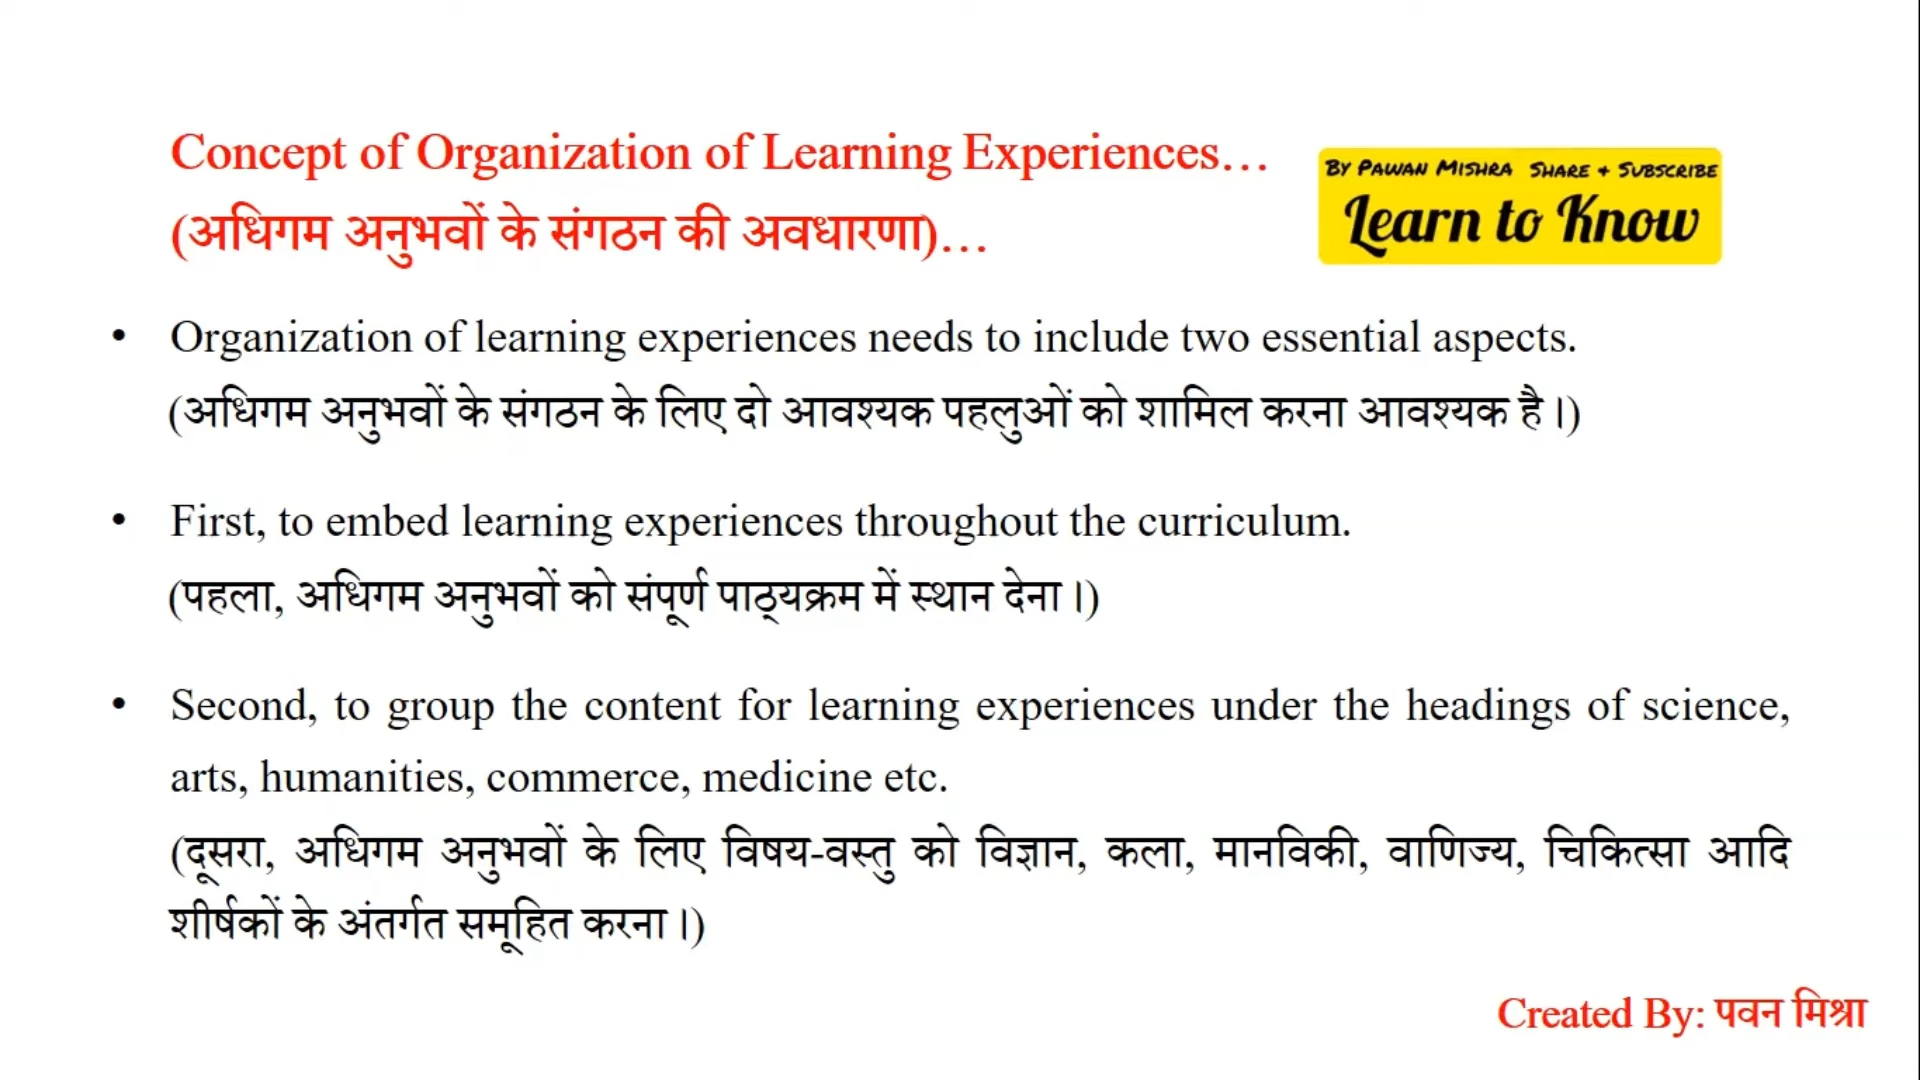 Concept of Organization of Learning Experiences…
(अधिगम अनुभवों के संगठन की अवधारणा)…
By Pawan Mishra Share + Subscribe
Learn to Know
• Organization of learning experiences needs to include two essential aspects.
(अधिगम अनुभवों के संगठन के लिए दो आवश्यक पहलुओं को शामिल करना आवश्यक है।)
• First, to embed learning experiences throughout the curriculum.
(पहला, अधिगम अनुभवों को संपूर्ण पाठ्यक्रम में स्थान देना।)
• Second, to group the content for learning experiences under the headings of science,
arts, humanities, commerce, medicine etc.
(दूसरा, अधिगम अनुभवों के लिए विषय-वस्तु को विज्ञान, कला, मानविकी, वाणिज्य, चिकित्सा आदि
शीर्षकों के अंतर्गत समूहित करना।)
Created By: पवन मिश्रा